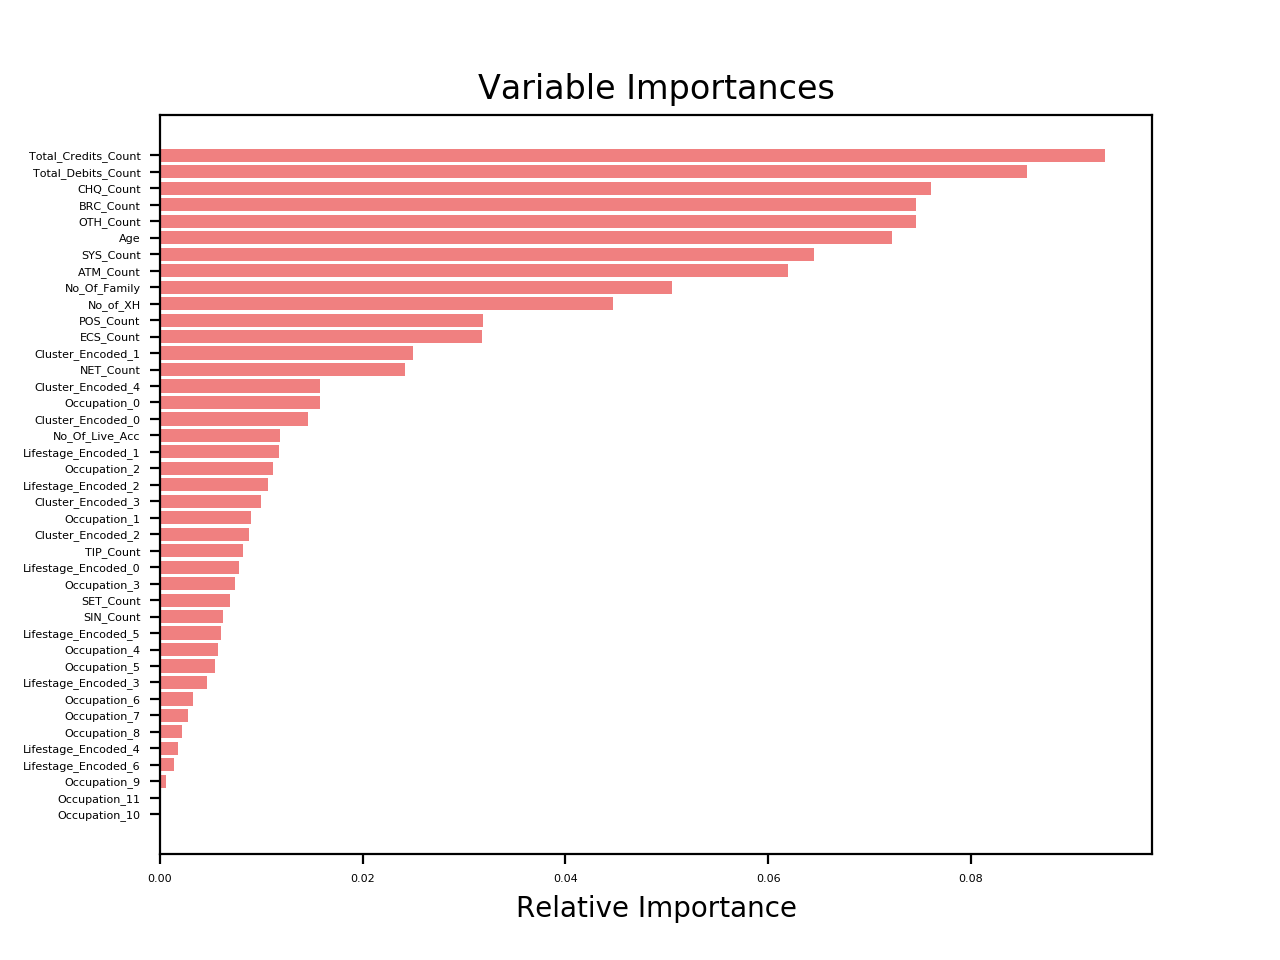 Variable Importances
Total_Credits_Count
Total_Debits_Count
CHQ_Count
BRC_Count
OTH_Count
Age
SYS_Count
ATM_Count
No_Of_Family
No_of_XH
POS_Count
ECS_Count
Cluster_Encoded_1
NET_Count
Cluster_Encoded_4
Occupation_0
Cluster_Encoded_0
No_Of_Live_Acc
Lifestage_Encoded_1
Occupation_2
Lifestage_Encoded_2
Cluster_Encoded_3
Occupation_1
Cluster_Encoded_2
TIP_Count
Lifestage_Encoded_0
Occupation_3
SET_Count
SIN_Count
Lifestage_Encoded_5
Occupation_4
Occupation_5
Lifestage_Encoded_3
Occupation_6
Occupation_7
Occupation_8
Lifestage_Encoded_4
Lifestage_Encoded_6
Occupation_9
Occupation_11
Occupation_10
0.00 0.02 0.04 0.06 0.08
Relative Importance